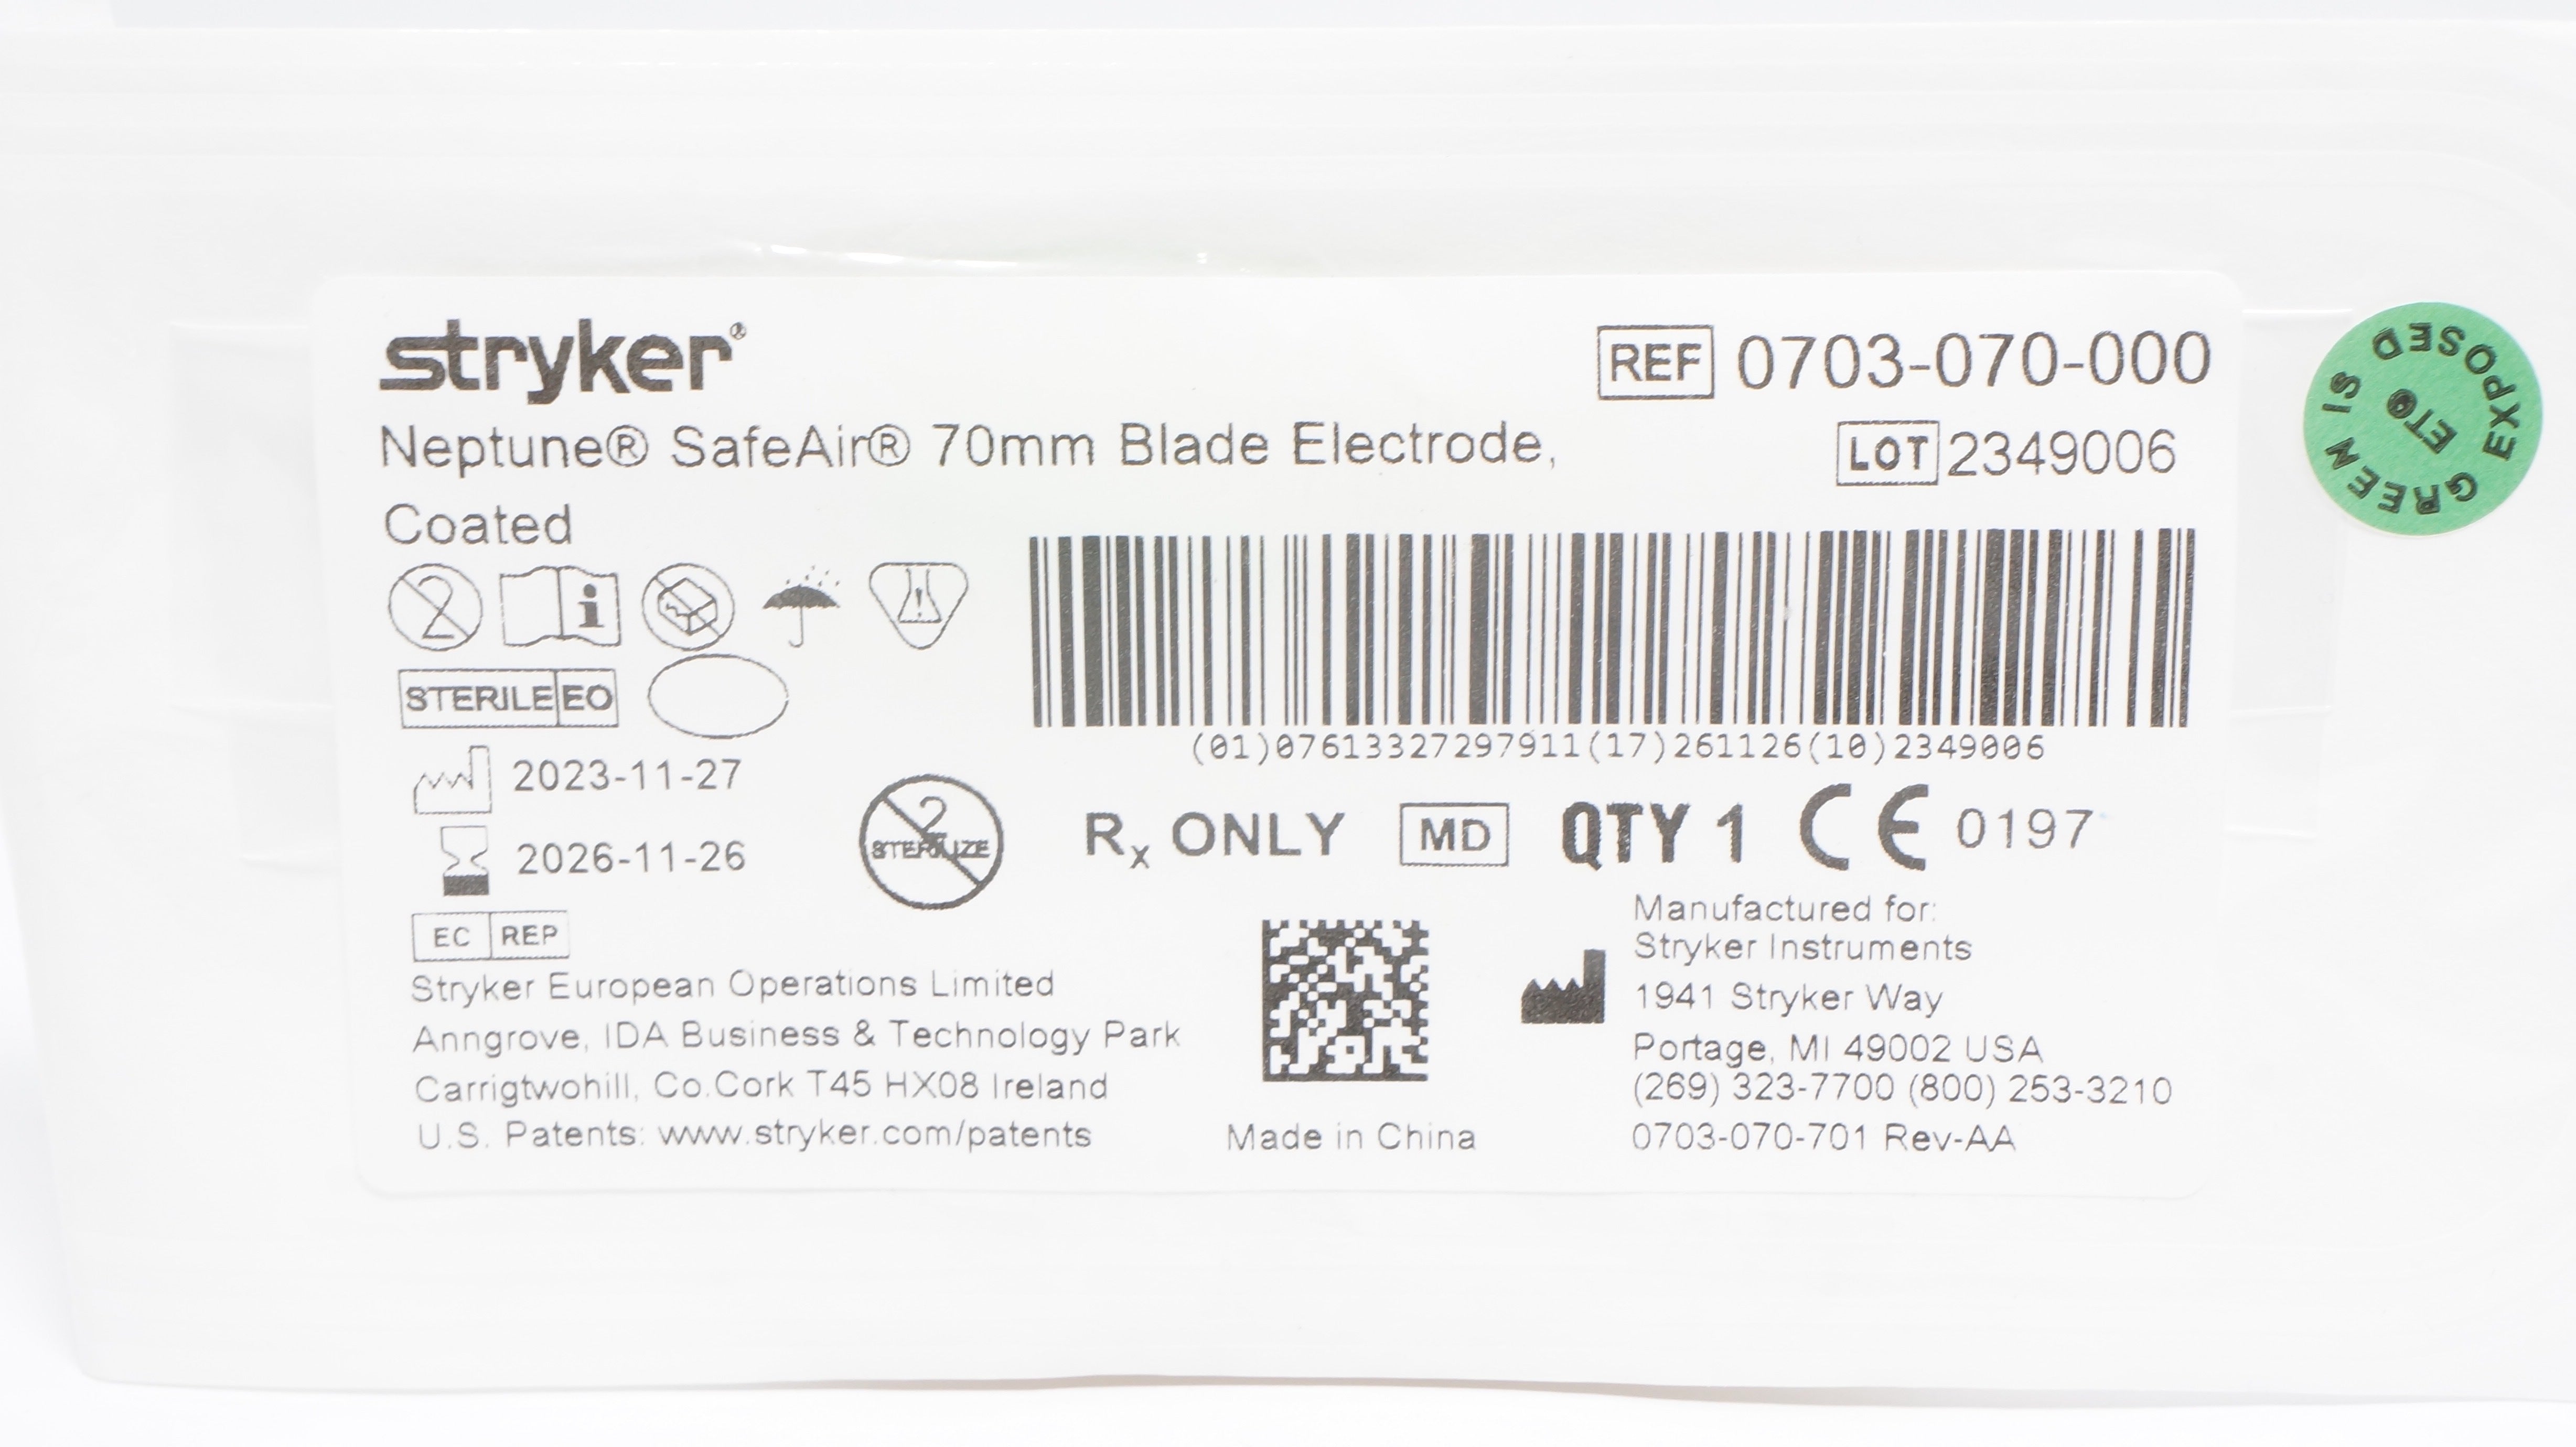 stryker®
REF 0703-070-000
Neptune® SafeAir® 70mm Blade Electrode,
Coated
LOT 2349006
GREEN IS EXPOSED
ETO
2
i
!
STERILE EO
(01)07613327297911(17)261126(10)2349006
2023-11-27
2026-11-26
2
STERILIZE
Rx ONLY
MD
QTY 1
CE 0197
EC REP
Stryker European Operations Limited
Anngrove, IDA Business & Technology Park
Carrigtwohill, Co.Cork T45 HX08 Ireland
U.S. Patents: www.stryker.com/patents
Made in China
Manufactured for:
Stryker Instruments
1941 Stryker Way
Portage, MI 49002 USA
(269) 323-7700 (800) 253-3210
0703-070-701 Rev-AA